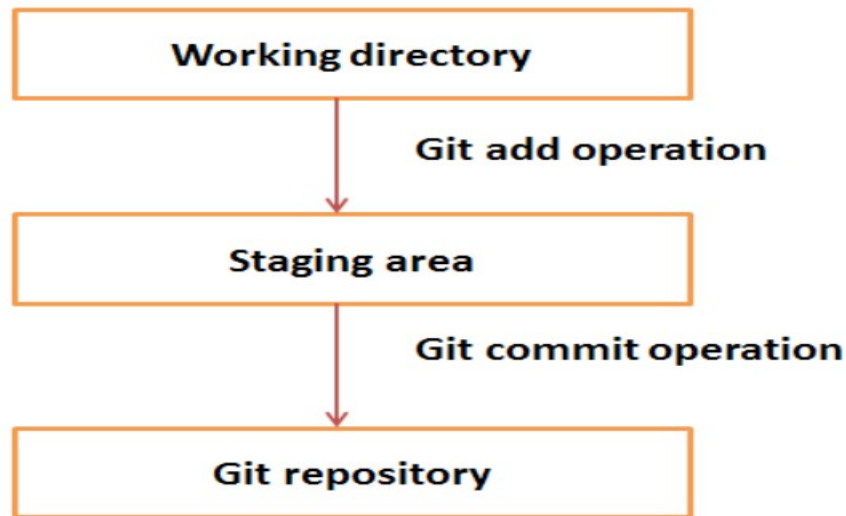 Working directory
Git add operation
Staging area
Git commit operation
Git repository